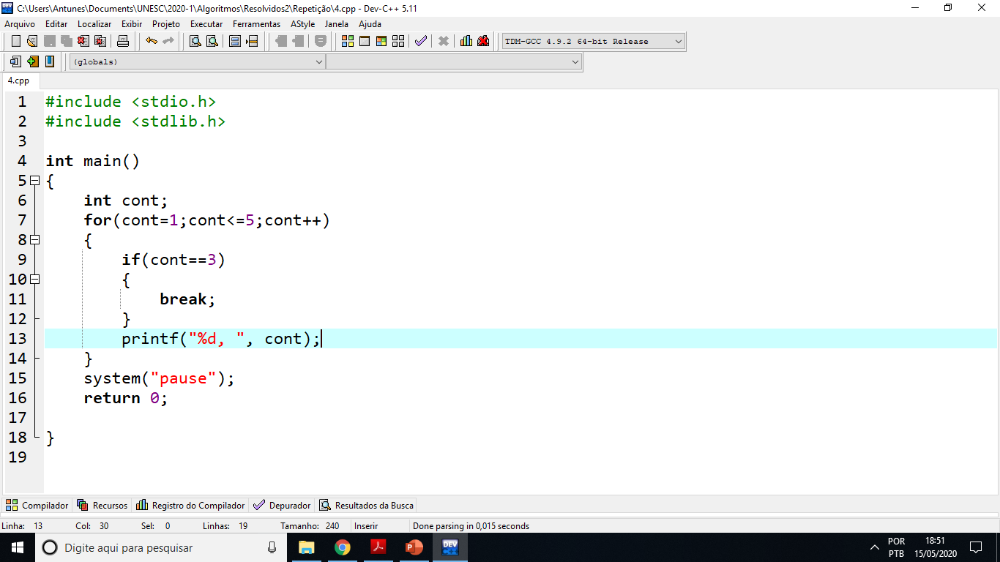 C:\Users\Antunes\Documents\UNESC\2020-1\Algoritmos\Resolvidos2\Repetição\4.cpp - Dev-C++ 5.11
Arquivo Editar Localizar Exibir Projeto Executar Ferramentas AStyle Janela Ajuda
TDM-GCC 4.9.2 64-bit Release
(globals)
4.cpp
1 #include <stdio.h>
2 #include <stdlib.h>
3
4 int main()
5 {
6 int cont;
7 for(cont=1;cont<=5;cont++)
8 {
9 if(cont==3)
10 {
11 break;
12 }
13 printf("%d, ", cont);
14 }
15 system("pause");
16 return 0;
17
18 }
19
Compilador Recursos Registro do Compilador Depurador Resultados da Busca
Linha: 13 Col: 30 Sel: 0 Linhas: 19 Tamanho: 240 Inserir Done parsing in 0,015 seconds
Digite aqui para pesquisar
DEV
POR
PTB
18:51
15/05/2020